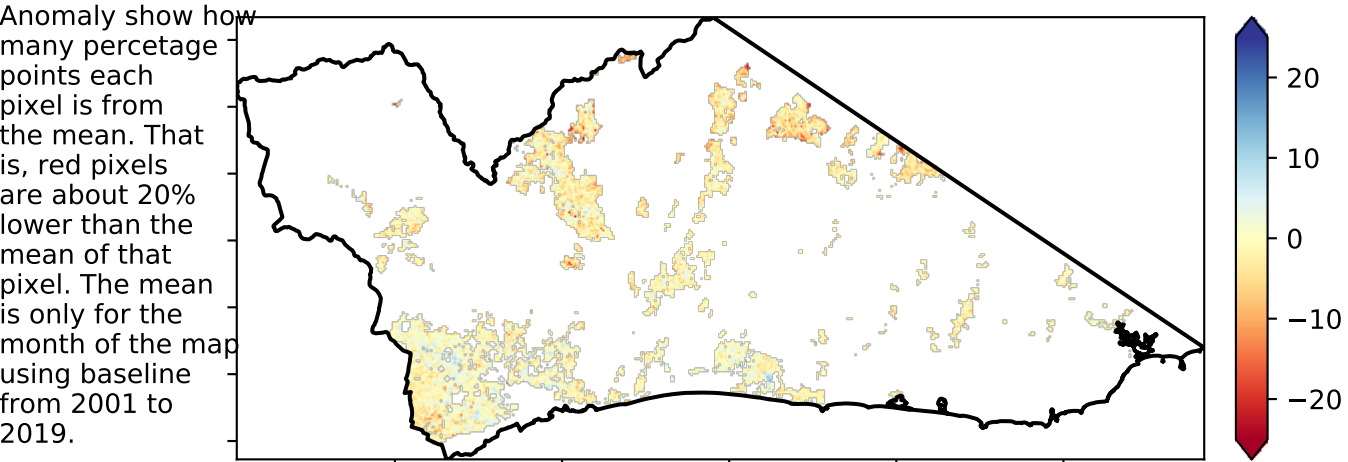 Anomaly show how
many percetage
points each
pixel is from
the mean. That
is, red pixels
are about 20%
lower than the
mean of that
pixel. The mean
is only for the
month of the map
using baseline
from 2001 to
2019.
20
10
0
−10
−20